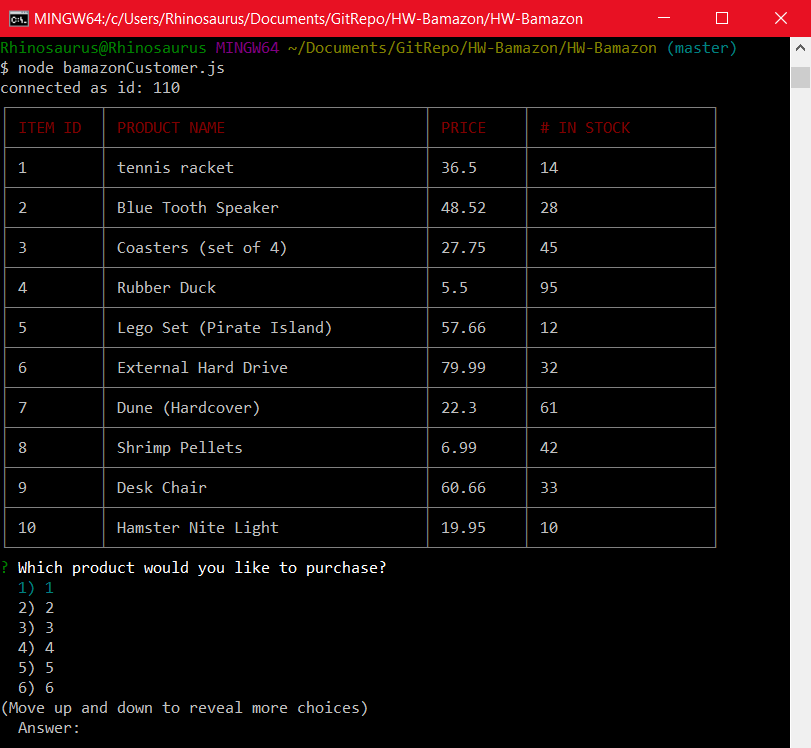 MINGW64:/c/Users/Rhinosaurus/Documents/GitRepo/HW-Bamazon/HW-Bamazon
Rhinosaurus@Rhinosaurus MINGW64 ~/Documents/GitRepo/HW-Bamazon/HW-Bamazon (master)
$ node bamazonCustomer.js
connected as id: 110
ITEM ID PRODUCT NAME PRICE # IN STOCK
1 tennis racket 36.5 14
2 Blue Tooth Speaker 48.52 28
3 Coasters (set of 4) 27.75 45
4 Rubber Duck 5.5 95
5 Lego Set (Pirate Island) 57.66 12
6 External Hard Drive 79.99 32
7 Dune (Hardcover) 22.3 61
8 Shrimp Pellets 6.99 42
9 Desk Chair 60.66 33
10 Hamster Nite Light 19.95 10
? Which product would you like to purchase?
1) 1
2) 2
3) 3
4) 4
5) 5
6) 6
(Move up and down to reveal more choices)
Answer: